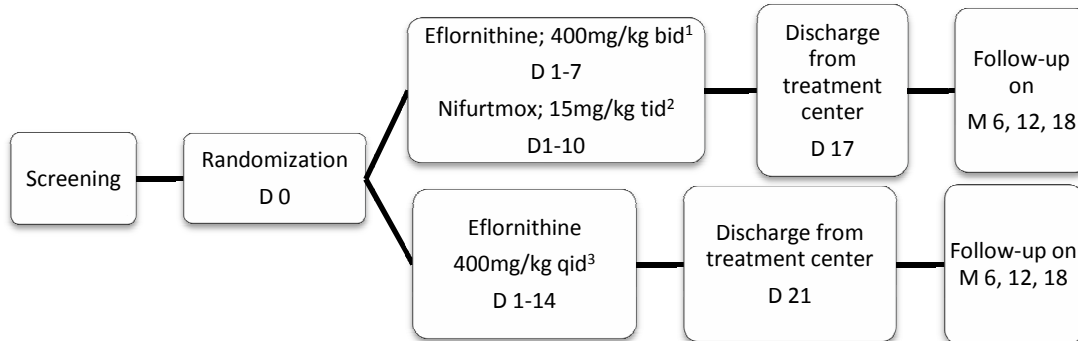 Screening
Randomization
D 0
Eflornithine; 400mg/kg bid¹
D 1-7
Nifurtmox; 15mg/kg tid²
D1-10
Discharge
from
treatment
center
D 17
Follow-up
on
M 6, 12, 18
Eflornithine
400mg/kg qid³
D 1-14
Discharge from
treatment center
D 21
Follow-up on
M 6, 12, 18